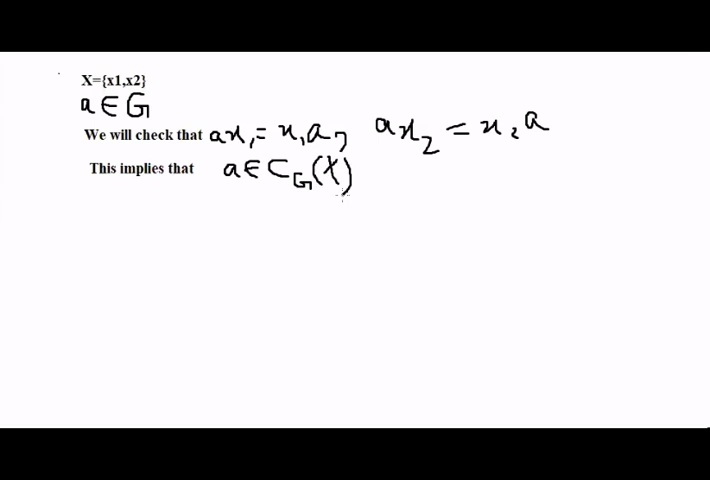 X={x1,x2}
a ∈ G
We will check that ax₁ = x₁a, ax₂ = x₂a
This implies that a ∈ C_G(X)